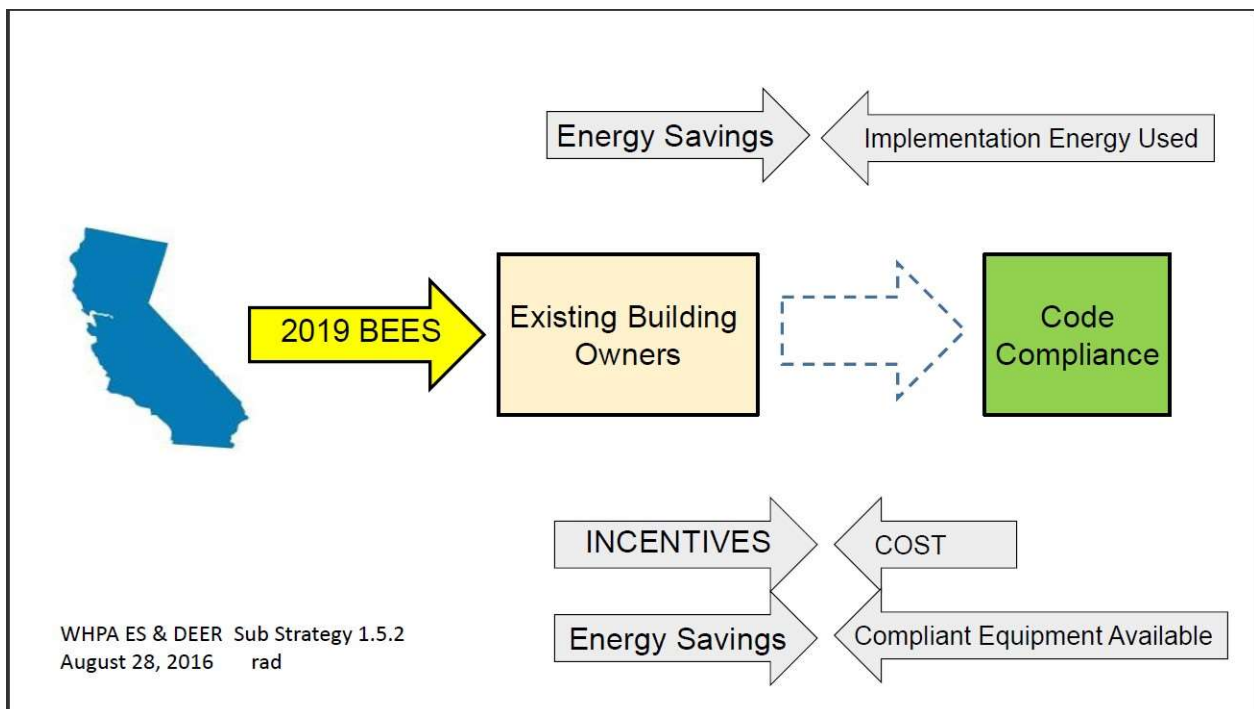 Energy Savings
Implementation Energy Used
2019 BEES
Existing Building
Owners
Code
Compliance
INCENTIVES
COST
Energy Savings
Compliant Equipment Available
WHPA ES & DEER Sub Strategy 1.5.2
August 28, 2016 rad